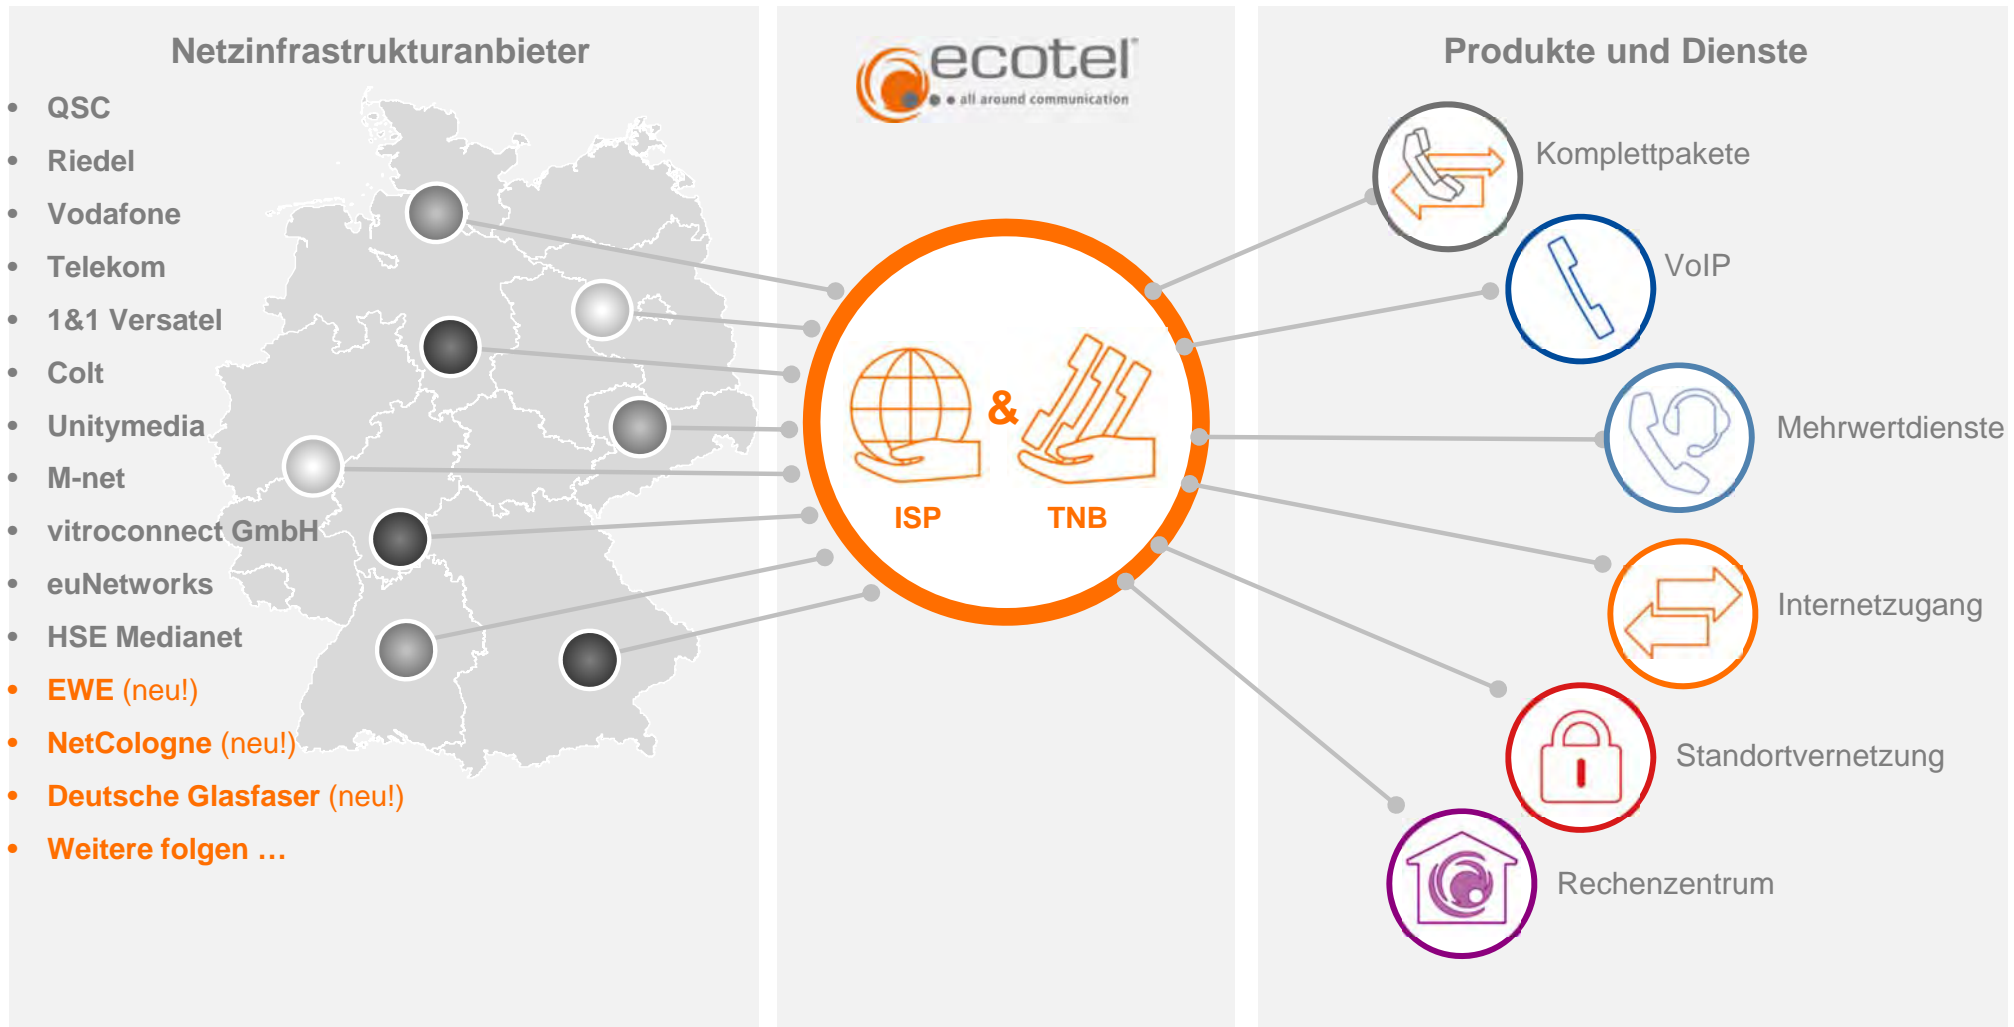 Netzinfrastrukturanbieter
• QSC
• Riedel
• Vodafone
• Telekom
• 1&1 Versatel
• Colt
• Unitymedia
• M-net
• vitroconnect GmbH
• euNetworks
• HSE Medianet
• EWE (neu!)
• NetCologne (neu!)
• Deutsche Glasfaser (neu!)
• Weitere folgen …
ecotel®
all around communication
&
ISP
TNB
Produkte und Dienste
Komplettpakete
VoIP
Mehrwertdienste
Internetzugang
Standortvernetzung
Rechenzentrum